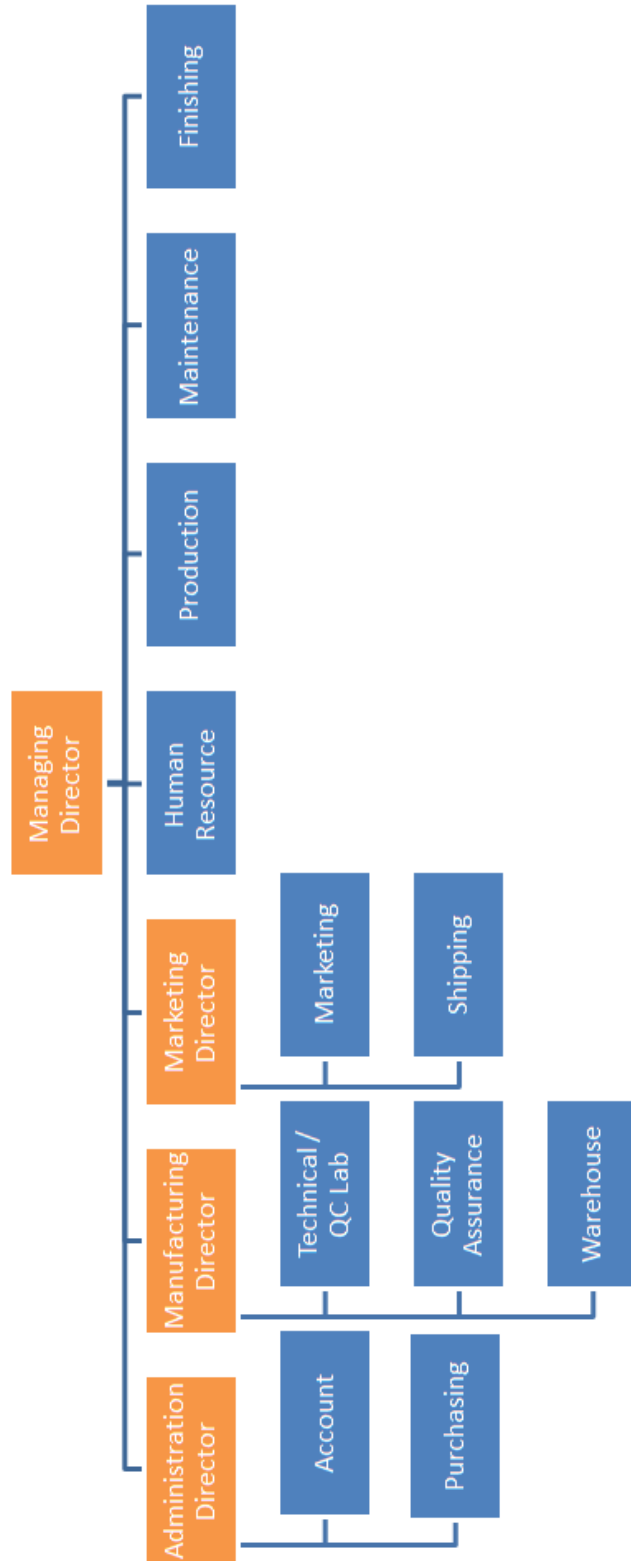 Managing
Director
Administration
Director
Manufacturing
Director
Marketing
Director
Human
Resource
Production
Maintenance
Finishing
Account
Purchasing
Technical /
QC Lab
Quality
Assurance
Warehouse
Marketing
Shipping